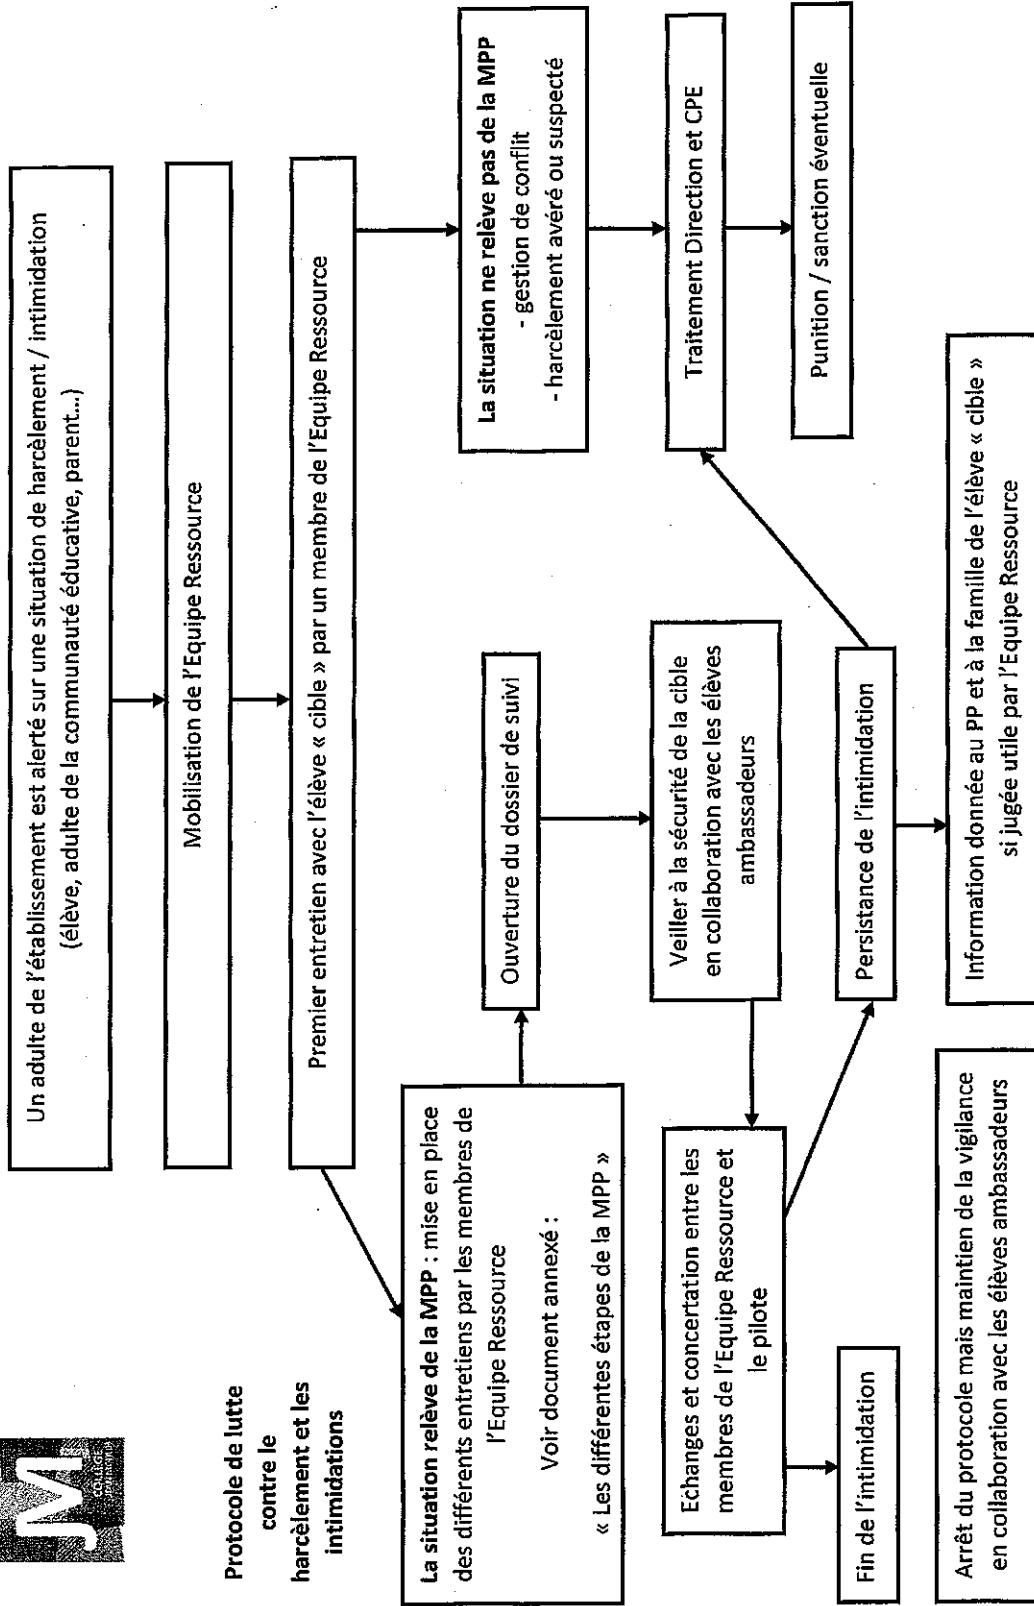 JM
COLLEGE
Protocole de lutte
contre le
harcèlement et les
intimidations
Un adulte de l'établissement est alerté sur une situation de harcèlement / intimidation
(élève, adulte de la communauté éducative, parent...)
Mobilisation de l'Equipe Ressource
Premier entretien avec l'élève « cible » par un membre de l'Equipe Ressource
La situation relève de la MPP : mise en place
des différents entretiens par les membres de
l'Equipe Ressource
Voir document annexé :
« Les différentes étapes de la MPP »
Ouverture du dossier de suivi
La situation ne relève pas de la MPP
- gestion de conflit
- harcèlement avéré ou suspecté
Echanges et concertation entre les
membres de l'Equipe Ressource et
le pilote
Veiller à la sécurité de la cible
en collaboration avec les élèves
ambassadeurs
Traitement Direction et CPE
Fin de l'intimidation
Persistance de l'intimidation
Punition / sanction éventuelle
Arrêt du protocole mais maintien de la vigilance
en collaboration avec les élèves ambassadeurs
Information donnée au PP et à la famille de l'élève « cible »
si jugée utile par l'Equipe Ressource